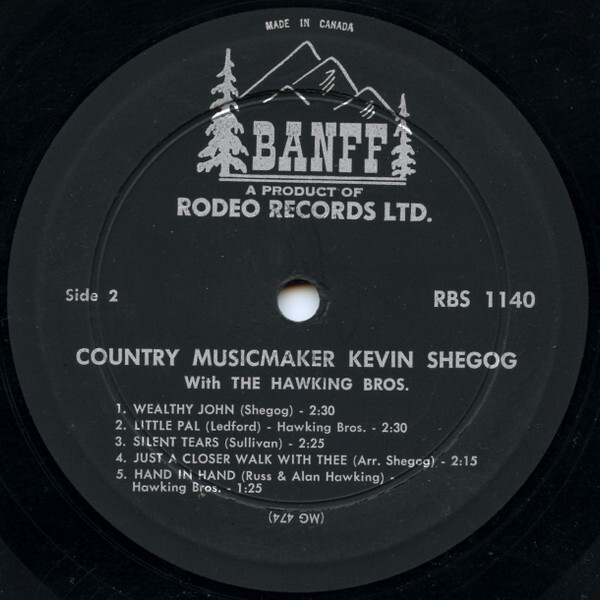 MADE IN CANADA
BANFF
A PRODUCT OF
RODEO RECORDS LTD.
Side 2
RBS 1140
COUNTRY MUSICMAKER KEVIN SHEGOG
With THE HAWKING BROS.
1. WEALTHY JOHN (Shegog) - 2:30
2. LITTLE PAL (Ledford) - Hawking Bros. - 2:30
3. SILENT TEARS (Sullivan) - 2:25
4. JUST A CLOSER WALK WITH THEE (Arr. Shegog) - 2:15
5. HAND IN HAND (Russ & Alan Hawking) -
Hawking Bros. - 1:25
(MG 474)